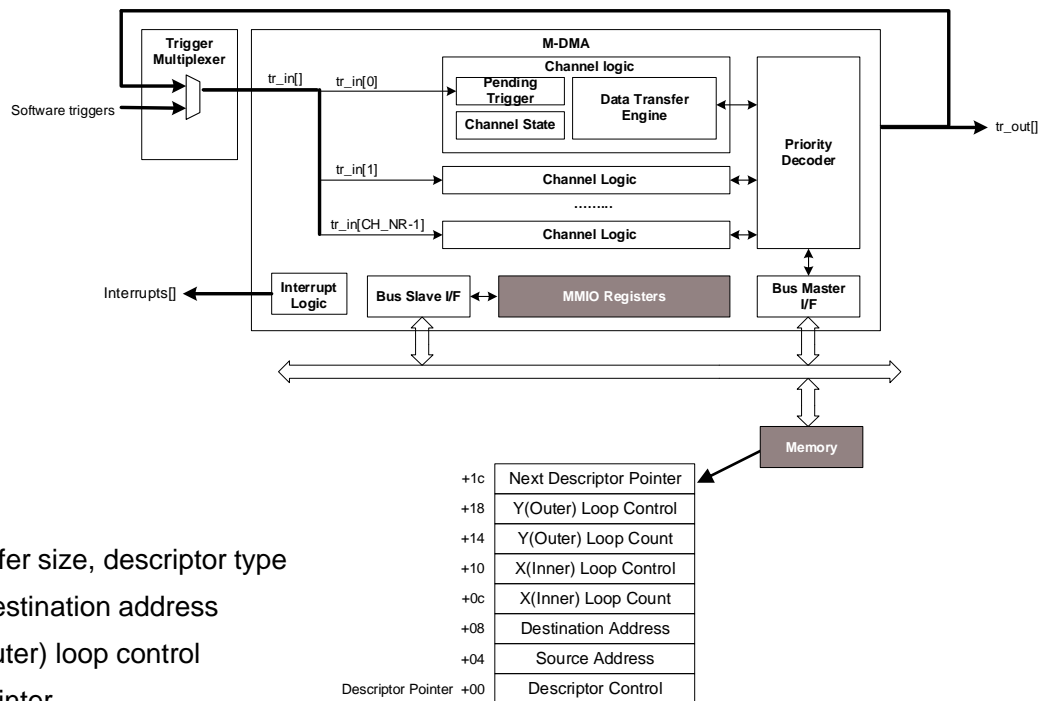 Trigger
Multiplexer
M-DMA
Channel logic
tr_in[]
tr_in[0]
Pending
Trigger
Data Transfer
Engine
Channel State
Software triggers
tr_out[]
Priority
Decoder
tr_in[1]
Channel Logic
.........
tr_in[CH_NR-1]
Channel Logic
Interrupts[]
Interrupt
Logic
Bus Slave I/F
MMIO Registers
Bus Master
I/F
Memory
+1c Next Descriptor Pointer
+18 Y(Outer) Loop Control
+14 Y(Outer) Loop Count
+10 X(Inner) Loop Control
+0c X(Inner) Loop Count
+08 Destination Address
+04 Source Address
Descriptor Pointer +00 Descriptor Control
fer size, descriptor type
estination address
uter) loop control